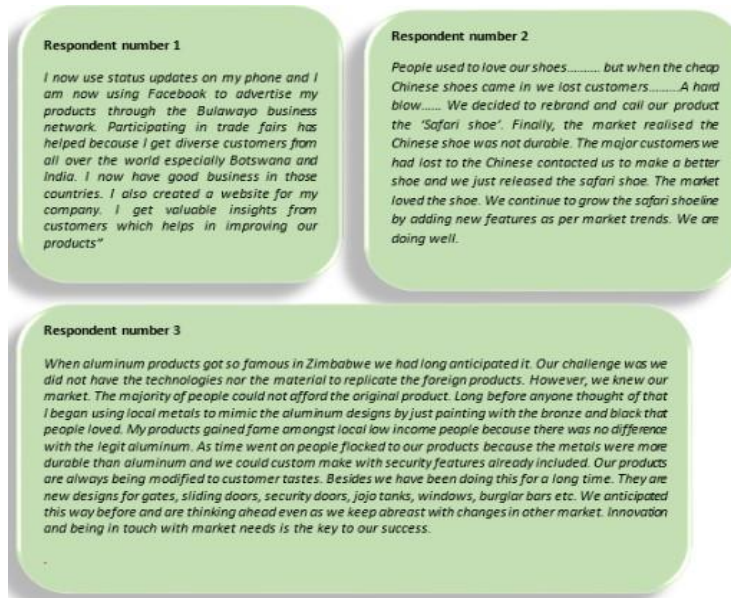 Respondent number 1
I now use status updates on my phone and I
am now using Facebook to advertise my
products through the Bulawayo business
network. Participating in trade fairs has
helped because I get diverse customers from
all over the world especially Botswana and
India. I now have good business in those
countries. I also created a website for my
company. I get valuable insights from
customers which helps in improving our
products”
Respondent number 2
People used to love our shoes.......... but when the cheap
Chinese shoes came in we lost customers.........A hard
blow...... We decided to rebrand and call our product
the ‘Safari shoe’. Finally, the market realised the
Chinese shoe was not durable. The major customers we
had lost to the Chinese contacted us to make a better
shoe and we just released the safari shoe. The market
loved the shoe. We continue to grow the safari shoeline
by adding new features as per market trends. We are
doing well.
Respondent number 3
When aluminum products got so famous in Zimbabwe we had long anticipated it. Our challenge was we
did not have the technologies nor the material to replicate the foreign products. However, we knew our
market. The majority of people could not afford the original product. Long before anyone thought of that
I began using local metals to mimic the aluminum designs by just painting with the bronze and black that
people loved. My products gained fame amongst local low income people because there was no difference
with the legit aluminum. As time went on people flocked to our products because the metals were more
durable than aluminum and we could custom make with security features already included. Our products
are always being modified to customer tastes. Besides we have been doing this for a long time. They are
new designs for gates, sliding doors, security doors, jojo tanks, windows, burglar bars etc. We anticipated
this way before and are thinking ahead even as we keep abreast with changes in other market. Innovation
and being in touch with market needs is the key to our success.
.